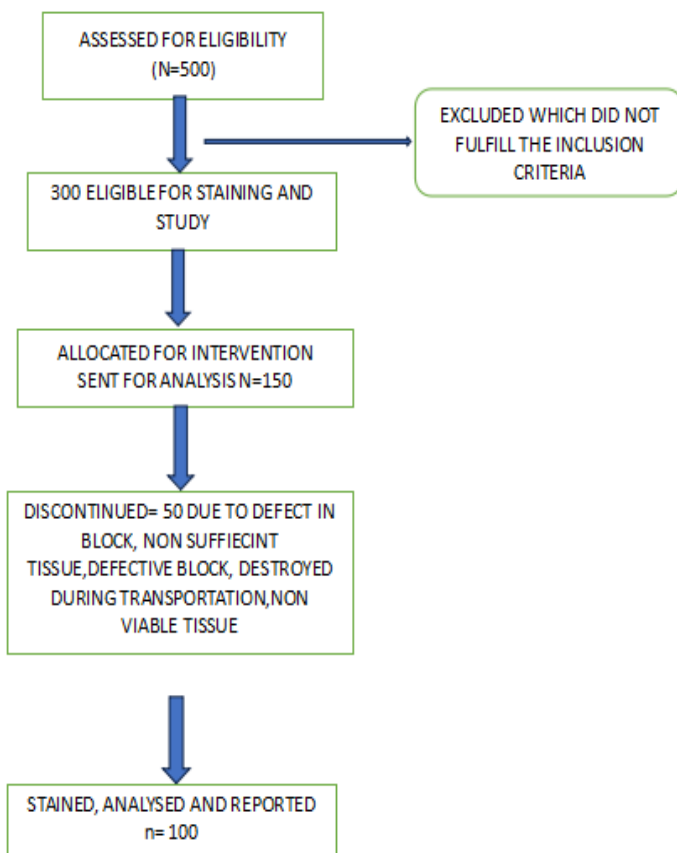 ASSESSED FOR ELIGIBILITY
(N=500)
EXCLUDED WHICH DID NOT
FULFILL THE INCLUSION
CRITERIA
300 ELIGIBLE FOR STAINING AND
STUDY
ALLOCATED FOR INTERVENTION
SENT FOR ANALYSIS N=150
DISCONTINUED= 50 DUE TO DEFECT IN
BLOCK, NON SUFFIECINT
TISSUE,DEFECTIVE BLOCK, DESTROYED
DURING TRANSPORTATION,NON
VIABLE TISSUE
STAINED, ANALYSED AND REPORTED
n= 100